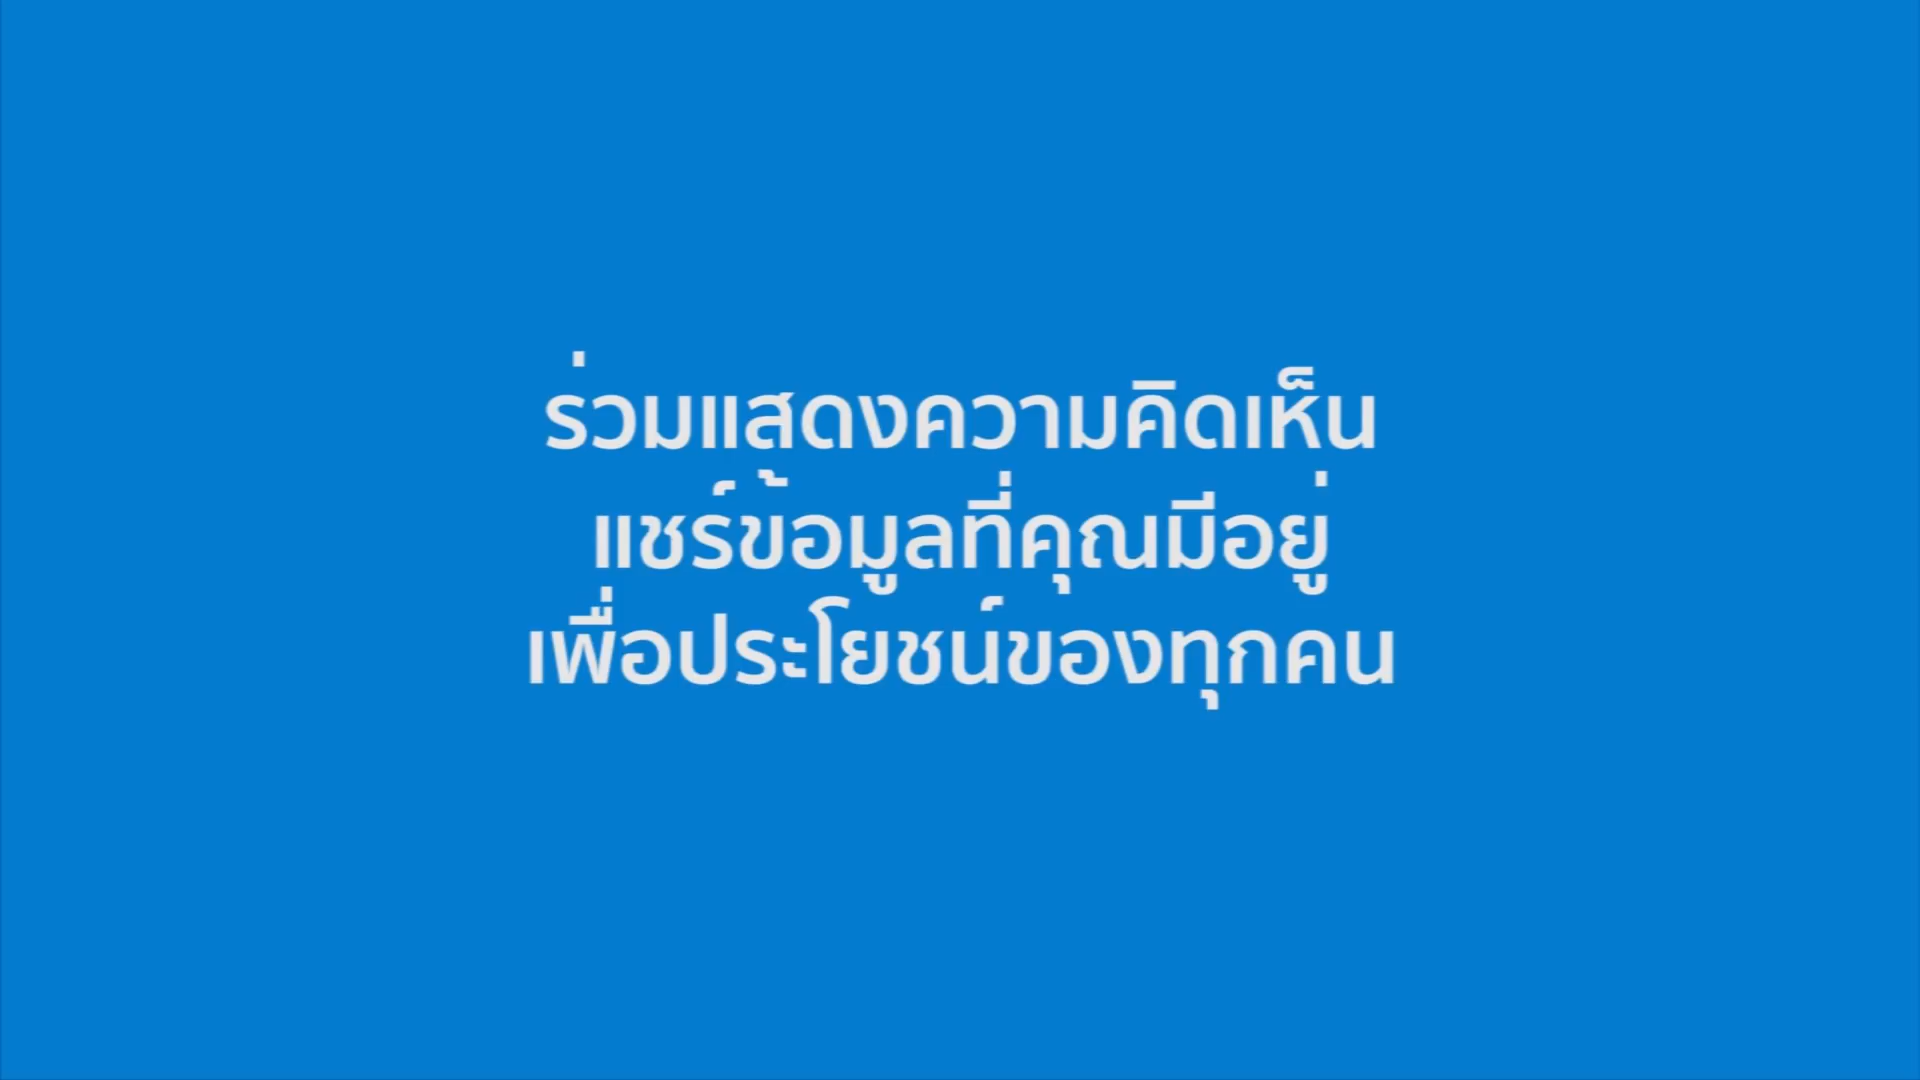 ร่วมแสดงความคิดเห็น
แชร์ข้อมูลที่คุณมีอยู่
เพื่อประโยชน์ของทุกคน